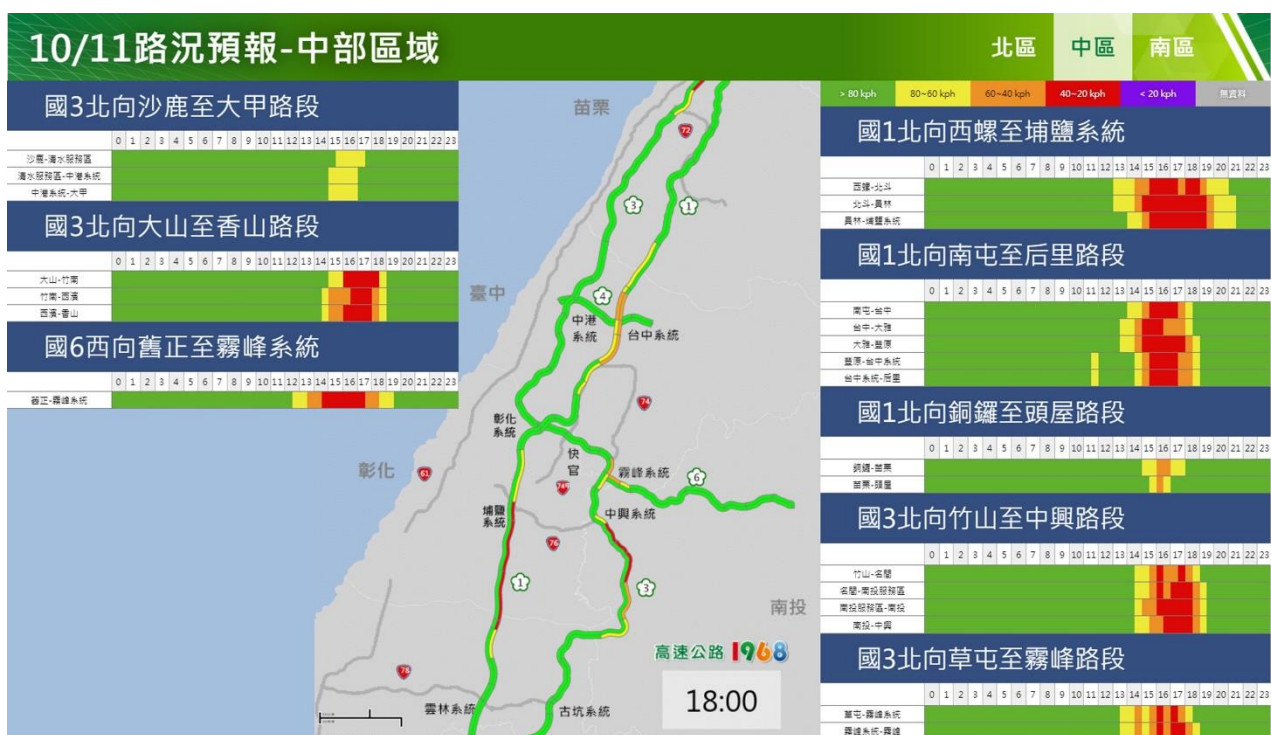 10/11路況預報-中部區域
北區 中區 南區
國3北向沙鹿至大甲路段
0 1 2 3 4 5 6 7 8 9 10 11 12 13 14 15 16 17 18 19 20 21 22 23
沙鹿-清水服務區
清水服務區-中港系統
中港系統-大甲
國3北向大山至香山路段
0 1 2 3 4 5 6 7 8 9 10 11 12 13 14 15 16 17 18 19 20 21 22 23
大山-竹南
竹南-西濱
西濱-香山
國6西向舊正至霧峰系統
0 1 2 3 4 5 6 7 8 9 10 11 12 13 14 15 16 17 18 19 20 21 22 23
舊正-霧峰系統
苗栗
72
3
1
臺中
4
中港
系統
台中系統
74
彰化
系統
快
官
彰化
61
74甲
霧峰系統
6
埔鹽
系統
中興系統
76
1
3
南投
高速公路1968
78
18:00
雲林系統
古坑系統
> 80 kph 80~60 kph 60~40 kph 40~20 kph < 20 kph 無資料
國1北向西螺至埔鹽系統
0 1 2 3 4 5 6 7 8 9 10 11 12 13 14 15 16 17 18 19 20 21 22 23
西螺-北斗
北斗-員林
員林-埔鹽系統
國1北向南屯至后里路段
0 1 2 3 4 5 6 7 8 9 10 11 12 13 14 15 16 17 18 19 20 21 22 23
南屯-台中
台中-大雅
大雅-豐原
豐原-台中系統
台中系統-后里
國1北向銅鑼至頭屋路段
0 1 2 3 4 5 6 7 8 9 10 11 12 13 14 15 16 17 18 19 20 21 22 23
銅鑼-苗栗
苗栗-頭屋
國3北向竹山至中興路段
0 1 2 3 4 5 6 7 8 9 10 11 12 13 14 15 16 17 18 19 20 21 22 23
竹山-名間
名間-南投服務區
南投服務區-南投
南投-中興
國3北向草屯至霧峰路段
0 1 2 3 4 5 6 7 8 9 10 11 12 13 14 15 16 17 18 19 20 21 22 23
草屯-霧峰系統
霧峰系統-霧峰